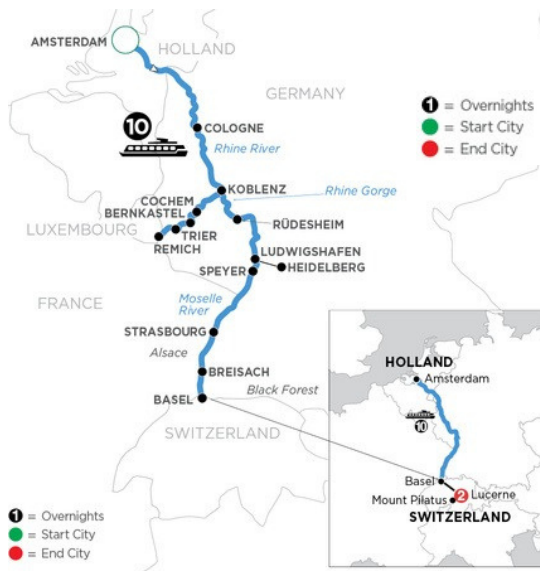 AMSTERDAM
HOLLAND
GERMANY
1 = Overnights
= Start City
= End City
10
COLOGNE
Rhine River
KOBLENZ
Rhine Gorge
COCHEM
BERNKASTEL
LUXEMBOURG
TRIER
REMICH
RÜDESHEIM
LUDWIGSHAFEN
SPEYER
HEIDELBERG
FRANCE
Moselle
River
STRASBOURG
Alsace
BREISACH
Black Forest
BASEL
SWITZERLAND
HOLLAND
Amsterdam
10
Basel
2 Lucerne
Mount Pilatus
SWITZERLAND
1 = Overnights
= Start City
= End City